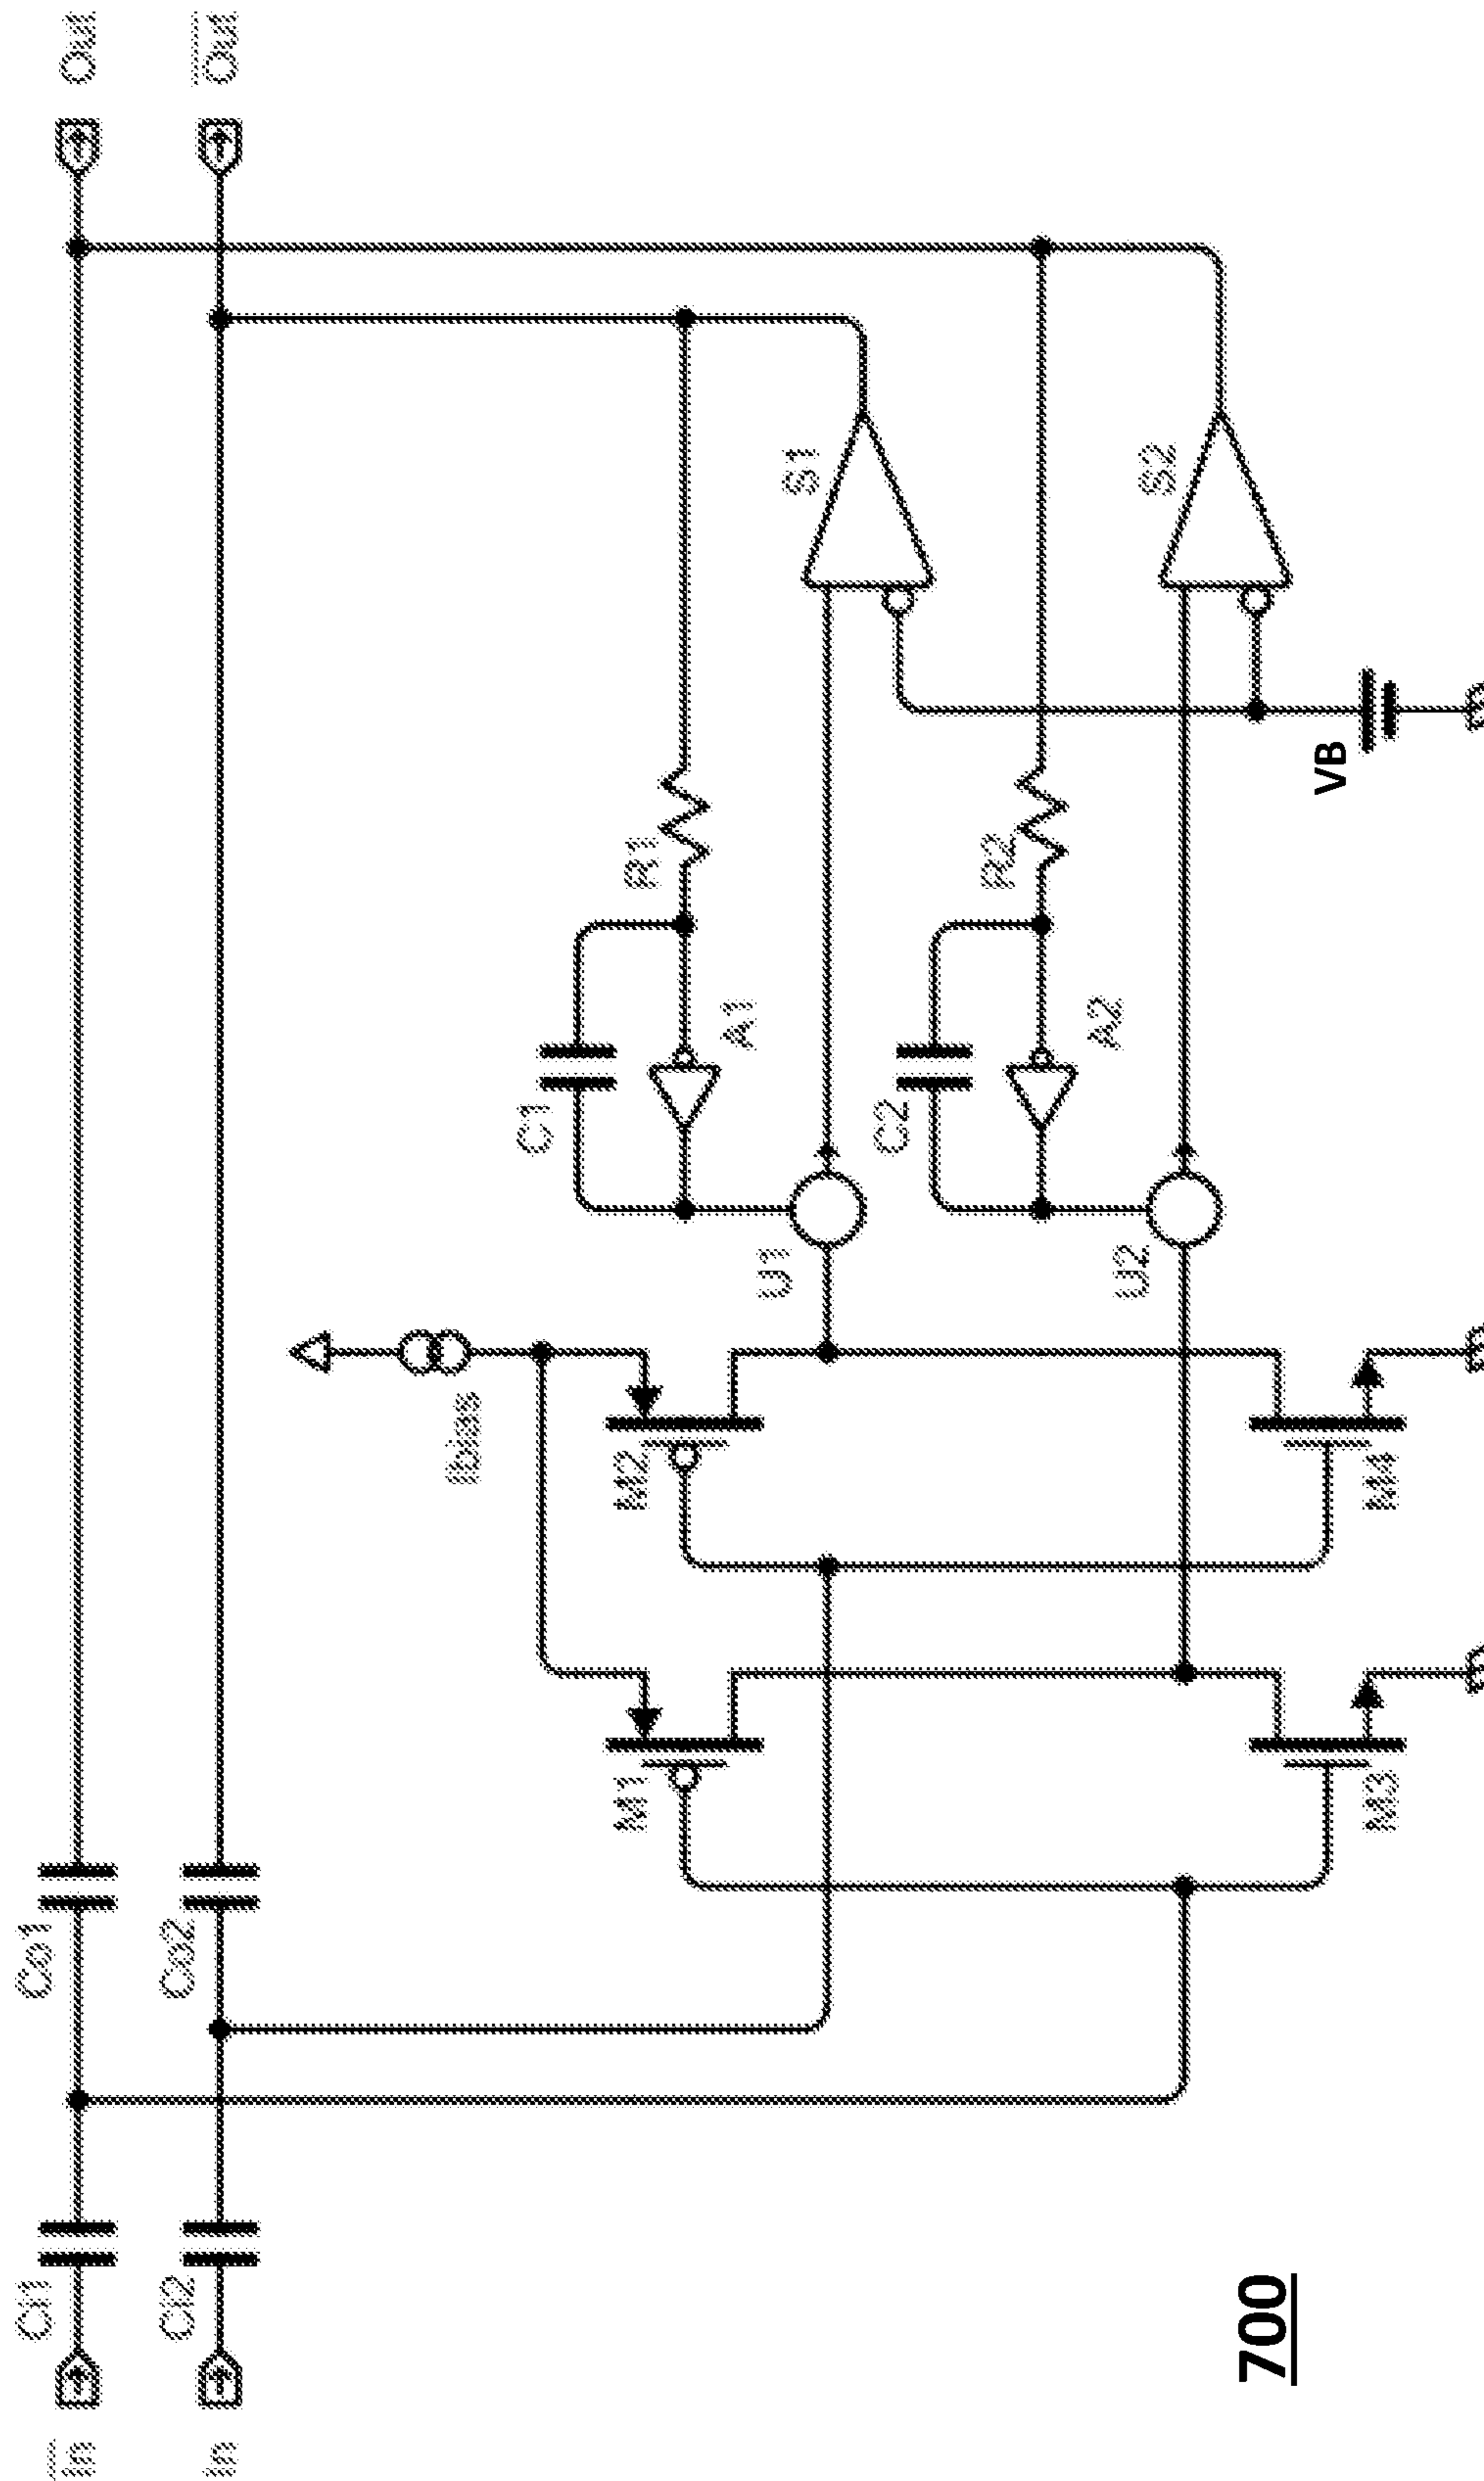 I̅n̅
In
Ci1
Ci2
Co1
Co2
Out
O̅u̅t̅
M1
M2
M3
M4
Ibias
U1
U2
C1
A1
C2
A2
R1
R2
S1
S2
VB
700